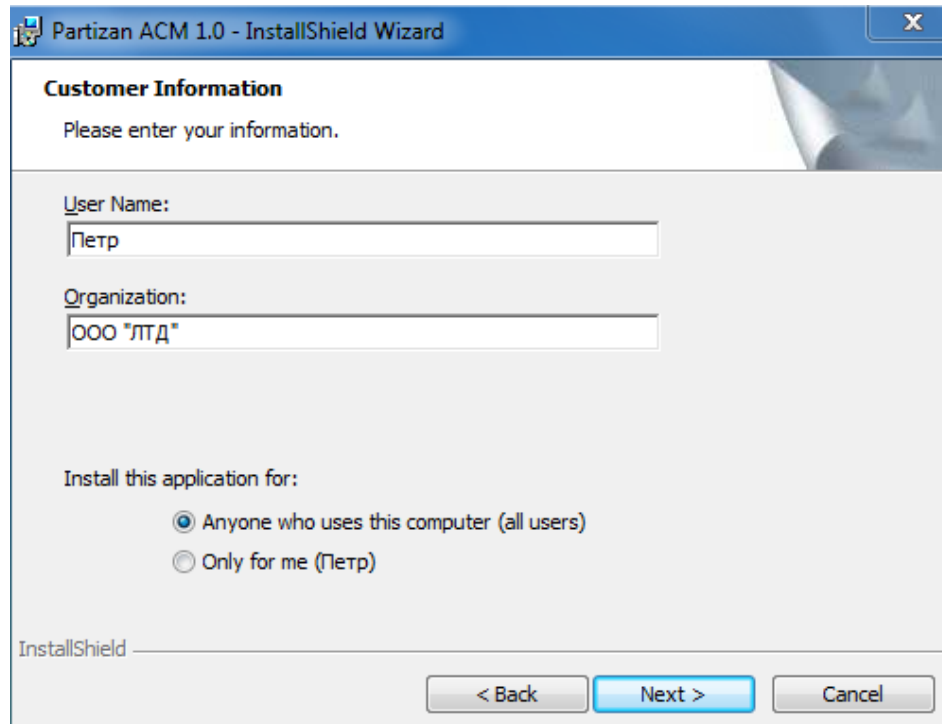 Partizan ACM 1.0 - InstallShield Wizard
Customer Information
Please enter your information.
User Name:
Петр
Organization:
ООО "ЛТД"
Install this application for:
Anyone who uses this computer (all users)
Only for me (Петр)
InstallShield
< Back Next > Cancel